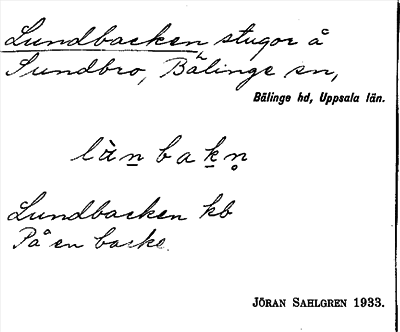 Lundbacken, stugor å
Sundbro, Bälinge sn,
Bälinge hd, Uppsala län.
lànbakn̥
Lundbacken kb
På en backe.
JÖRAN SAHLGREN 1933.